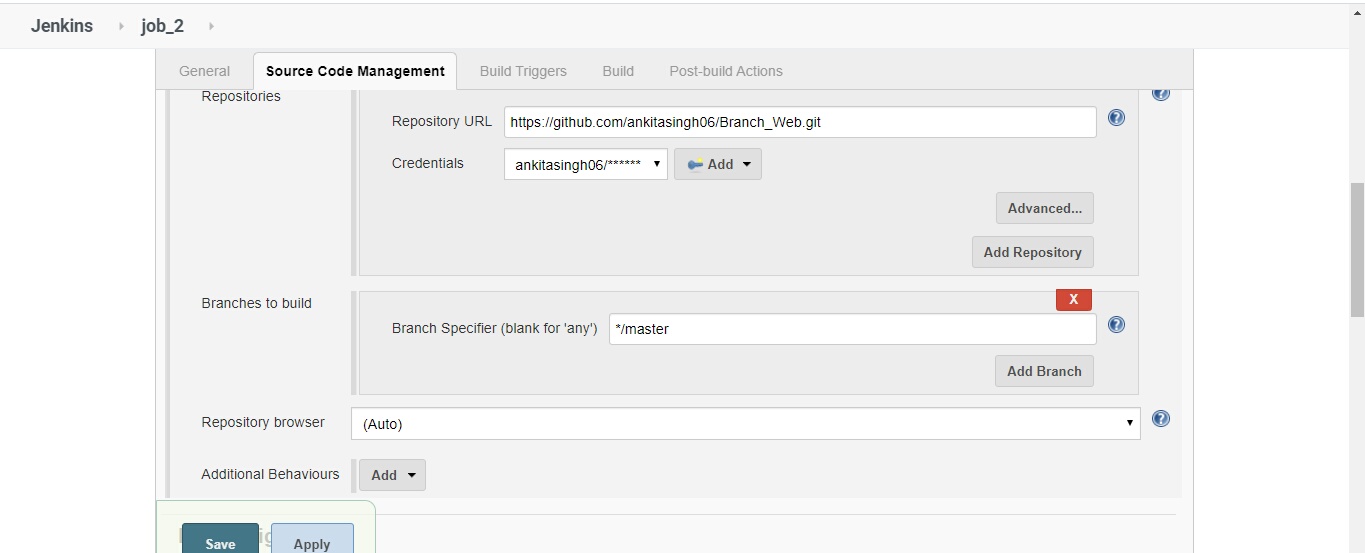 Jenkins job_2
General Source Code Management Build Triggers Build Post-build Actions
Repositories
Repository URL https://github.com/ankitasingh06/Branch_Web.git
Credentials ankitasingh06/****** Add
Advanced...
Add Repository
Branches to build
X
Branch Specifier (blank for 'any') */master
Add Branch
Repository browser (Auto)
Additional Behaviours Add
Save Apply